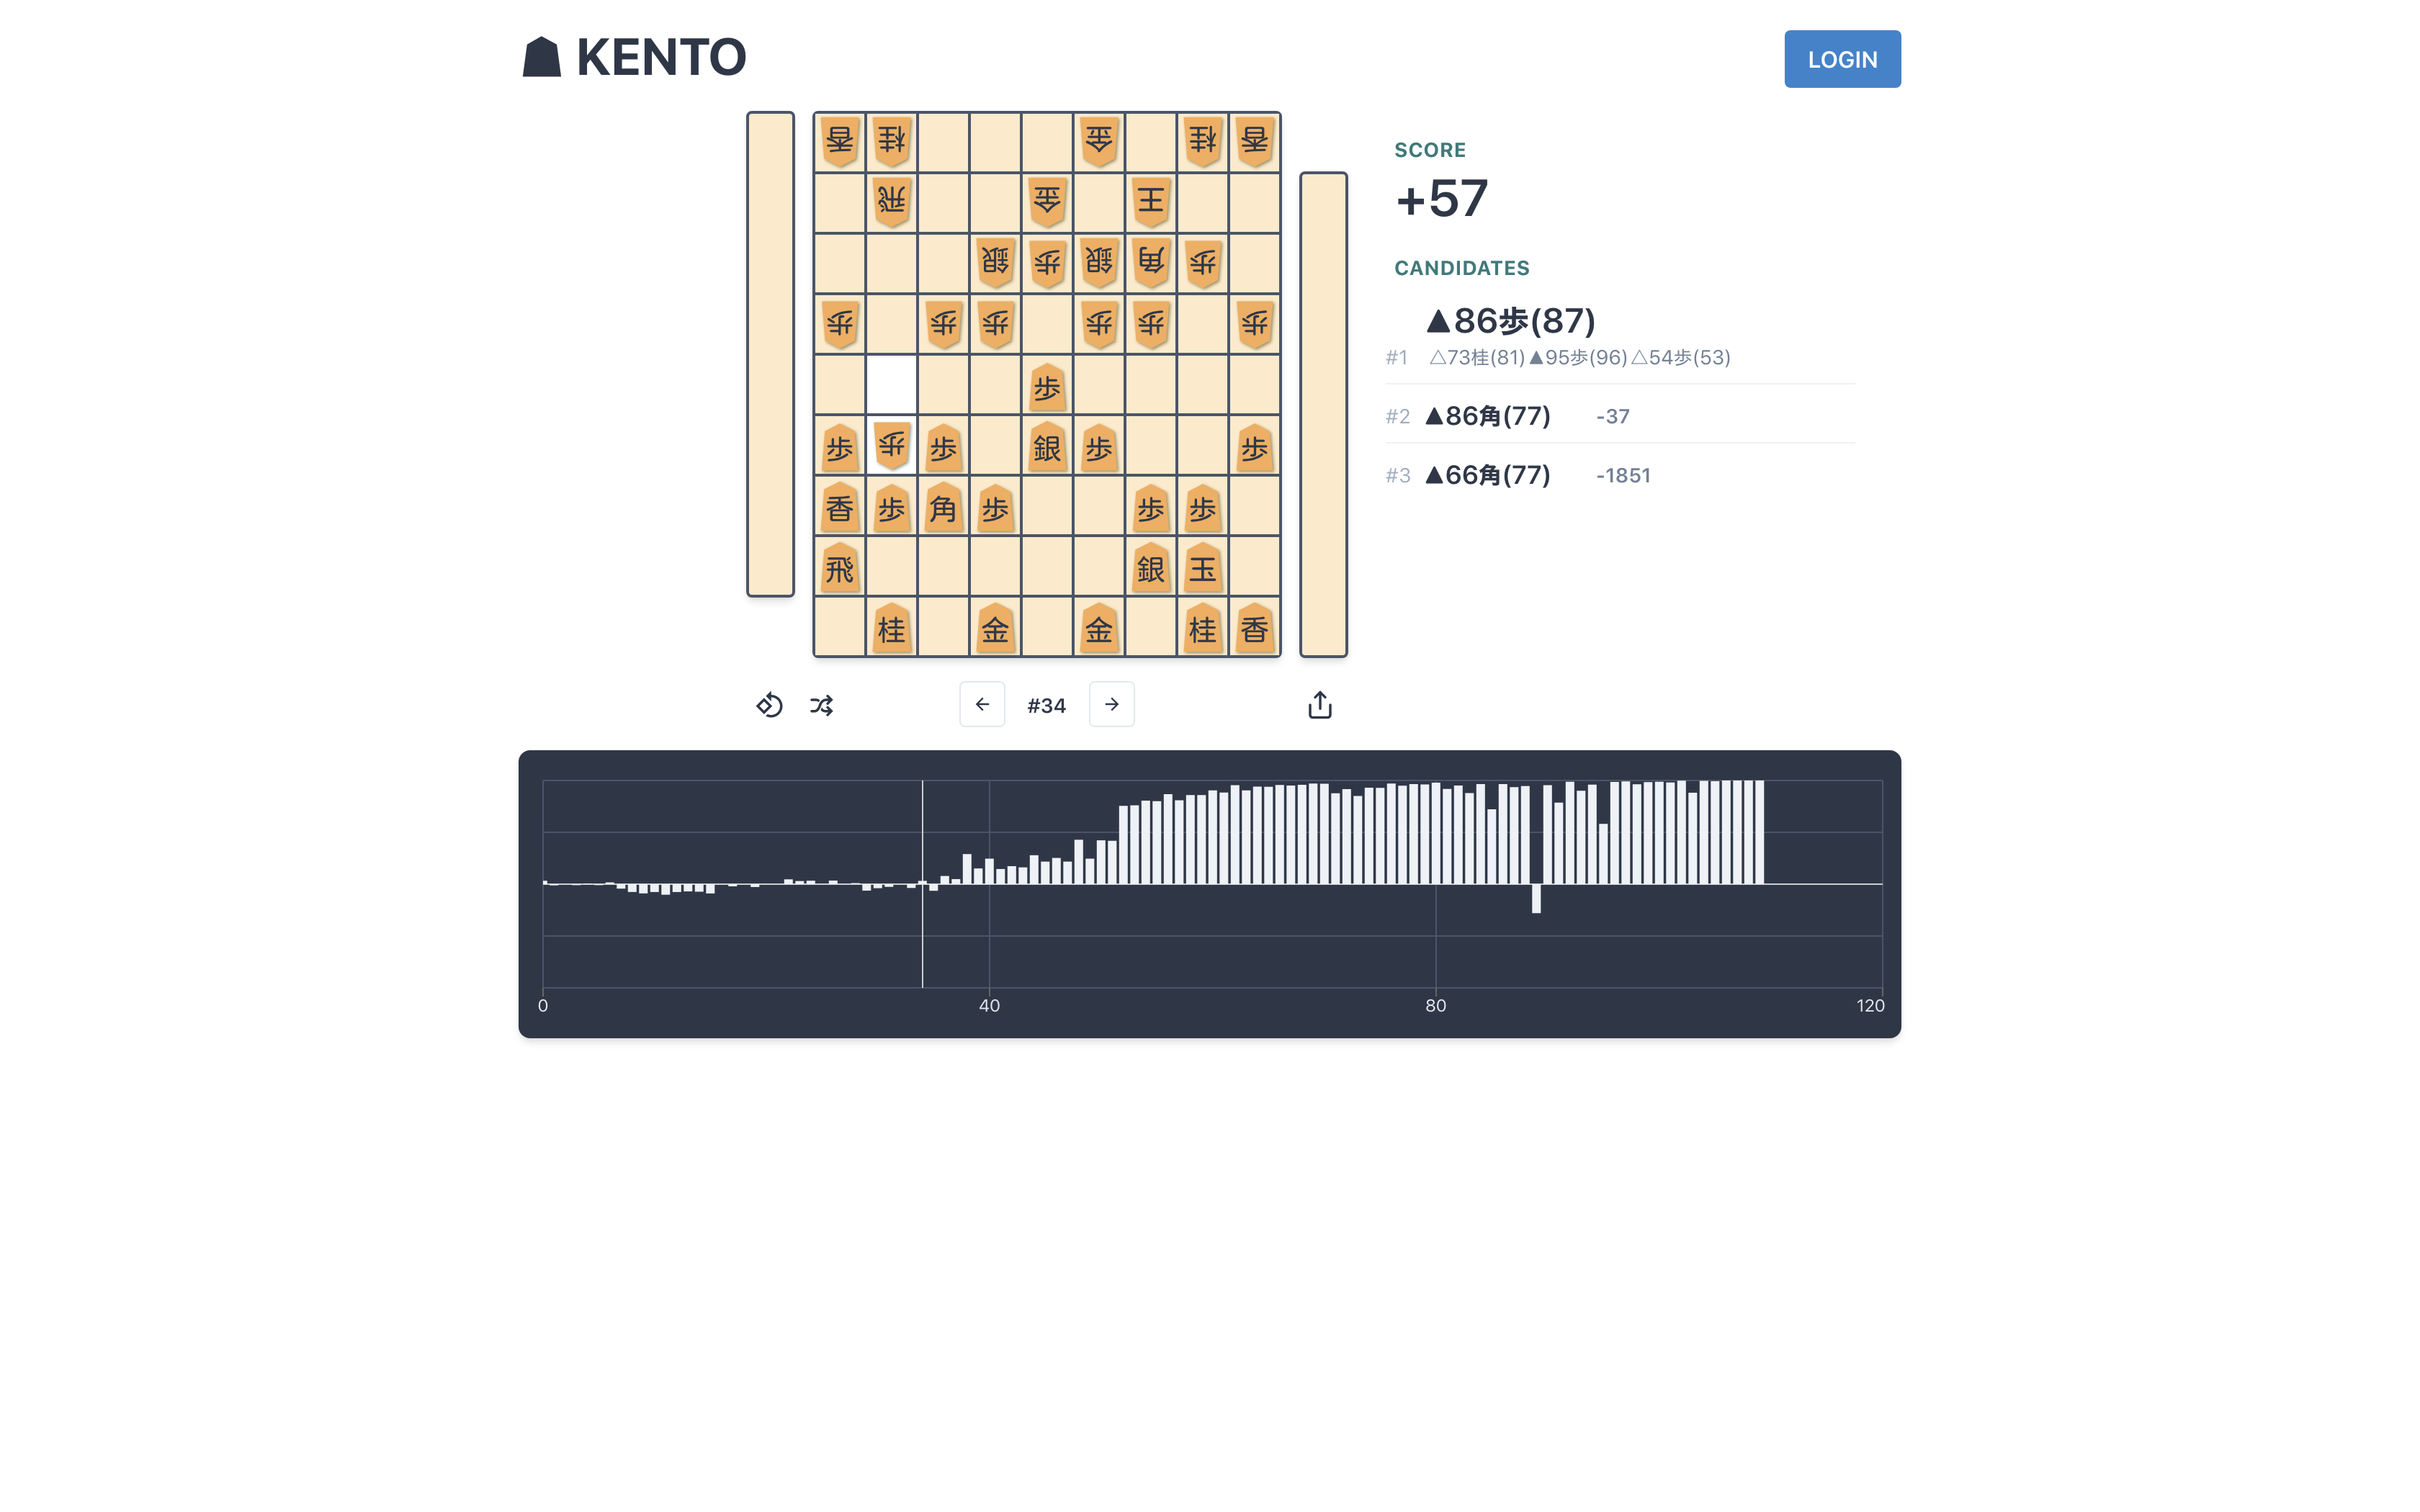 KENTO
LOGIN
香 桂 金 桂 香
飛 金 王
銀 歩 銀 角 歩
歩 歩 歩 歩 歩 歩
歩
歩 歩 歩 銀 歩 歩
香 歩 角 歩 歩 歩
飛 銀 玉
桂 金 金 桂 香
SCORE
+57
CANDIDATES
▲86歩(87)
#1 △73桂(81)▲95歩(96)△54歩(53)
#2 ▲86角(77) -37
#3 ▲66角(77) -1851
← #34 →
0 40 80 120